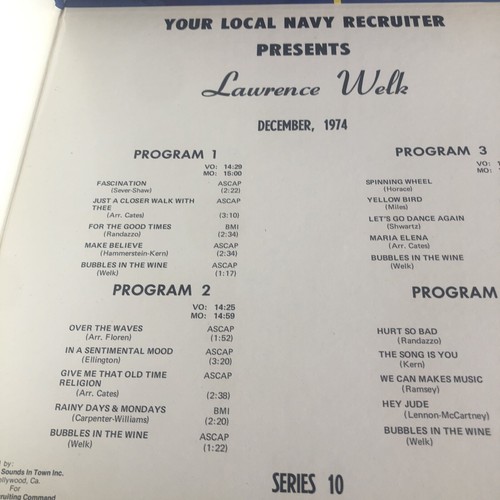 YOUR LOCAL NAVY RECRUITER
PRESENTS
Lawrence Welk
DECEMBER, 1974
PROGRAM 1
VO: 14:29
MO: 15:00
FASCINATION ASCAP
(Sever-Shaw) (2:22)
JUST A CLOSER WALK WITH ASCAP
THEE
(Arr. Cates) (3:10)
FOR THE GOOD TIMES BMI
(Randazzo) (2:34)
MAKE BELIEVE ASCAP
(Hammerstein-Kern) (2:34)
BUBBLES IN THE WINE ASCAP
(Welk) (1:17)
PROGRAM 2
VO: 14:25
MO: 14:59
OVER THE WAVES ASCAP
(Arr. Floren) (1:52)
IN A SENTIMENTAL MOOD ASCAP
(Ellington) (3:20)
GIVE ME THAT OLD TIME ASCAP
RELIGION
(Arr. Cates) (2:38)
RAINY DAYS & MONDAYS BMI
(Carpenter-Williams) (2:20)
BUBBLES IN THE WINE ASCAP
(Welk) (1:22)
PROGRAM 3
VO: 1
MO:
SPINNING WHEEL
(Horace)
YELLOW BIRD
(Miles)
LET'S GO DANCE AGAIN
(Shwartz)
MARIA ELENA
(Arr. Cates)
BUBBLES IN THE WINE
(Welk)
PROGRAM
HURT SO BAD
(Randazzo)
THE SONG IS YOU
(Kern)
WE CAN MAKES MUSIC
(Ramsey)
HEY JUDE
(Lennon-McCartney)
BUBBLES IN THE WINE
(Welk)
by:
Sounds In Town Inc.
llywood, Ca.
For
ruiting Command
SERIES 10